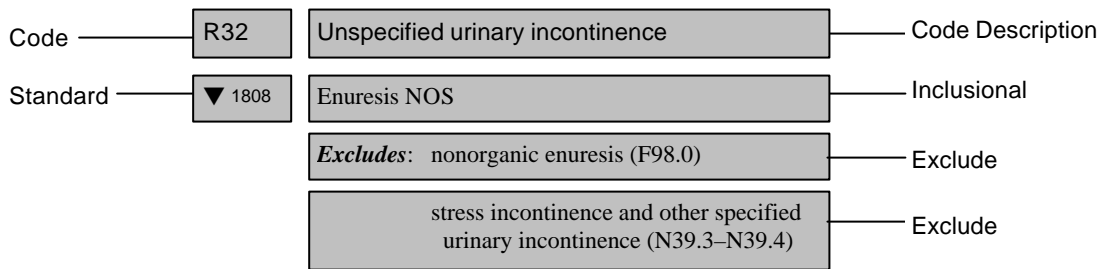 Code R32 Unspecified urinary incontinence Code Description
Standard ▼ 1808 Enuresis NOS Inclusional
Excludes: nonorganic enuresis (F98.0) Exclude
stress incontinence and other specified
urinary incontinence (N39.3–N39.4) Exclude